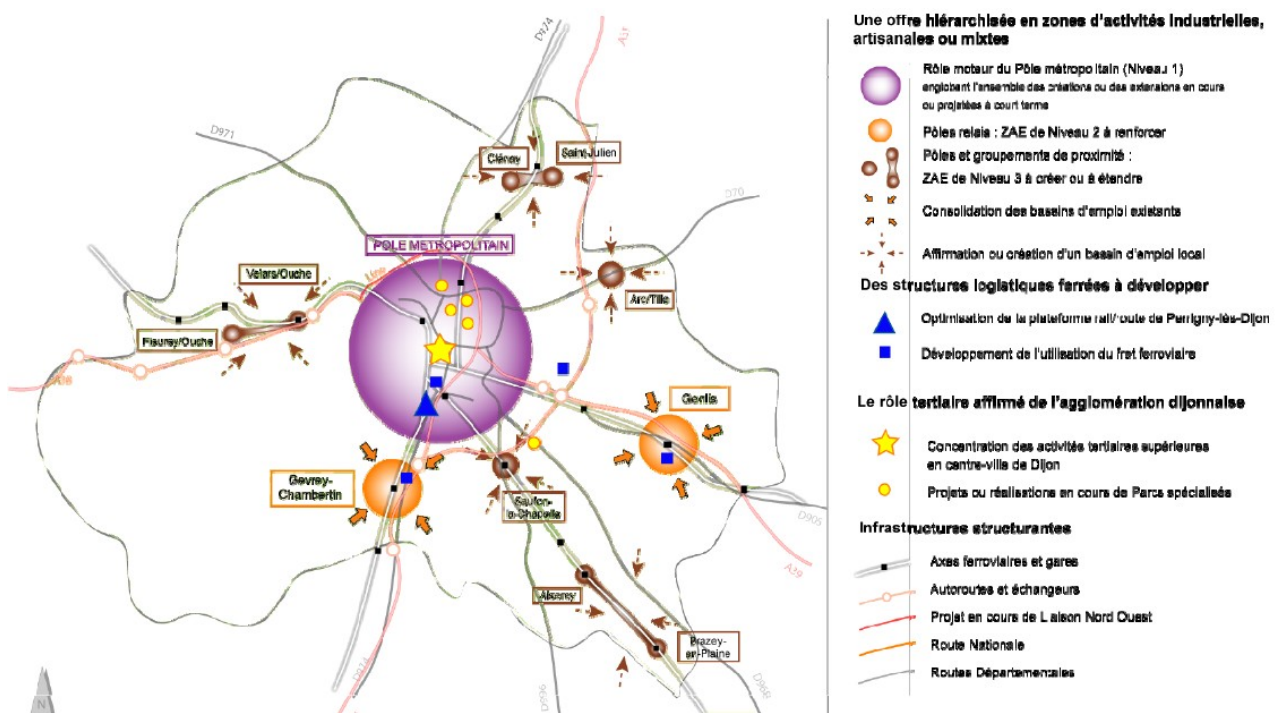 D974
A31
D971
Clénay
Saint-Julien
D70
POLE METROPOLITAIN
Velars/Ouche
Lino
Arc/Tille
Fleurey/Ouche
A38
Genlis
Gevrey-
Chambertin
Saulon-
la-Chapelle
D905
A39
Aiserey
Brazey-
en-Plaine
D974
D996
D968
N
Une offre hiérarchisée en zones d'activités industrielles,
artisanales ou mixtes
Rôle moteur du Pôle métropolitain (Niveau 1)
englobant l'ensemble des créations ou des extensions en cours
ou projetées à court terme
Pôles relais : ZAE de Niveau 2 à renforcer
Pôles et groupements de proximité :
ZAE de Niveau 3 à créer ou à étendre
Consolidation des bassins d'emploi existants
Affirmation ou création d'un bassin d'emploi local
Des structures logistiques ferrées à développer
Optimisation de la plateforme rail/route de Perrigny-lès-Dijon
Développement de l'utilisation du fret ferroviaire
Le rôle tertiaire affirmé de l'agglomération dijonnaise
Concentration des activités tertiaires supérieures
en centre-ville de Dijon
Projets ou réalisations en cours de Parcs spécialisés
Infrastructures structurantes
Axes ferroviaires et gares
Autoroutes et échangeurs
Projet en cours de Liaison Nord Ouest
Route Nationale
Routes Départementales